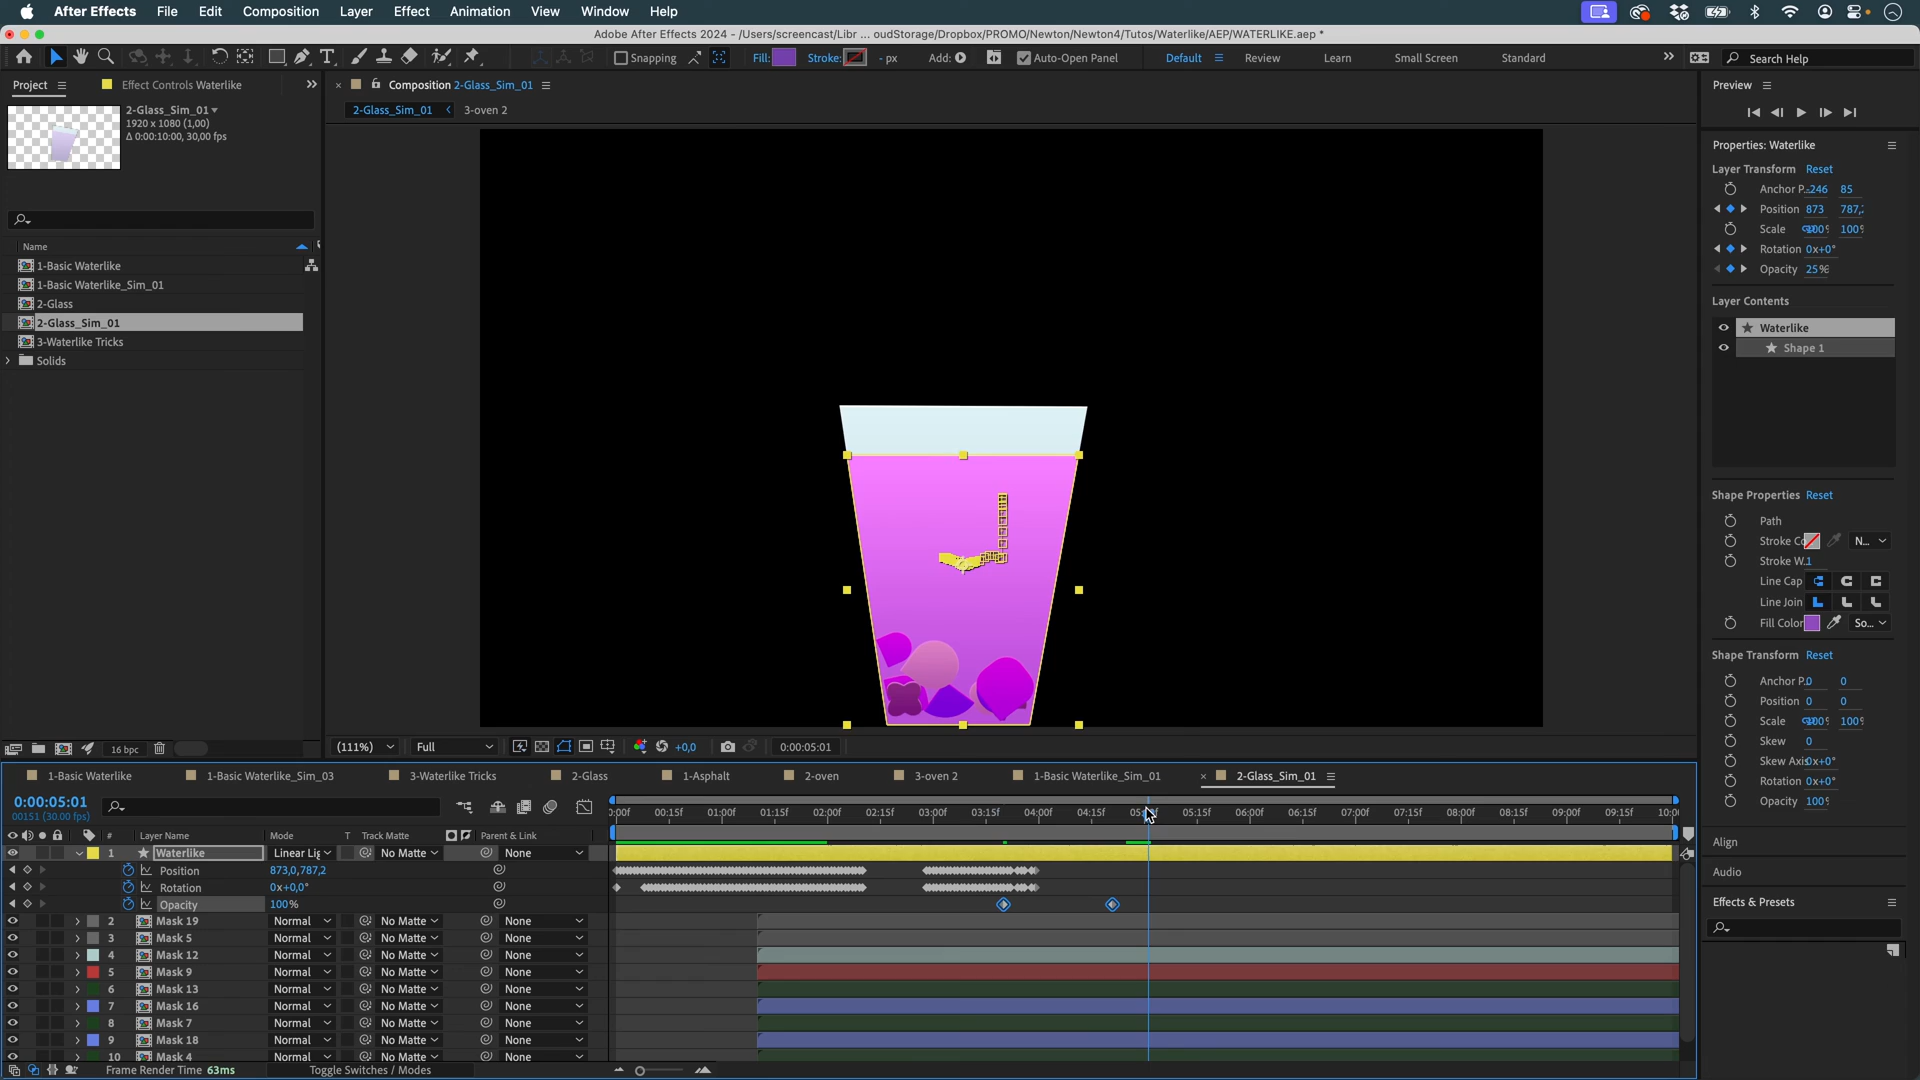 After Effects File Edit Composition Layer Effect Animation View Window Help
Adobe After Effects 2024 - /Users/screencast/Libr ... oudStorage/Dropbox/PROMO/Newton/Newton4/Tutos/Waterlike/AEP/WATERLIKE.aep *
Snapping Fill: Stroke: - px Add: Auto-Open Panel Default Review Learn Small Screen Standard » Search Help
Project Effect Controls Waterlike » × Composition 2-Glass_Sim_01 Preview
2-Glass_Sim_01 2-Glass_Sim_01 3-oven 2
1920 x 1080 (1,00)
Δ 0:00:10:00, 30,00 fps
Name
1-Basic Waterlike
1-Basic Waterlike_Sim_01
2-Glass
2-Glass_Sim_01
3-Waterlike Tricks
Solids
16 bpc
(111%) Full +0,0 0:00:05:01
Properties: Waterlike
Layer Transform Reset
Anchor P. -246 85
Position 873
Scale 100%
Rotation 0x+0°
Opacity 25%
Layer Contents
Waterlike
Shape 1
Shape Properties Reset
Path
Stroke Co N...
Stroke W. 1
Line Cap
Line Join
Fill Color So...
Shape Transform Reset
Anchor P. 0 0
Position 0 0
Scale 100%
Skew 0
Skew Axis 0x+0°
Rotation 0x+0°
Opacity 100%
Align
Audio
Effects & Presets
1-Basic Waterlike 1-Basic Waterlike_Sim_03 3-Waterlike Tricks 2-Glass 1-Asphalt 2-oven 3-oven 2 1-Basic Waterlike_Sim_01 × 2-Glass_Sim_01
0:00:05:01
00151 (30.00 fps)
:00f 00:15f 01:00f 01:15f 02:00f 02:15f 03:00f 03:15f 04:00f 04:15f 05:15f 06:00f 06:15f 07:00f 07:15f 08:00f 08:15f 09:00f 09:15f 10:0
# Layer Name Mode T Track Matte Parent & Link
1 Waterlike Linear Lig No Matte None
Position 873,0,787,2
Rotation 0x+0,0°
Opacity 100%
2 Mask 19 Normal No Matte None
3 Mask 5 Normal No Matte None
4 Mask 12 Normal No Matte None
5 Mask 9 Normal No Matte None
6 Mask 13 Normal No Matte None
7 Mask 16 Normal No Matte None
8 Mask 7 Normal No Matte None
9 Mask 18 Normal No Matte None
10 Mask 4 Normal No Matte None
Frame Render Time 63ms Toggle Switches / Modes